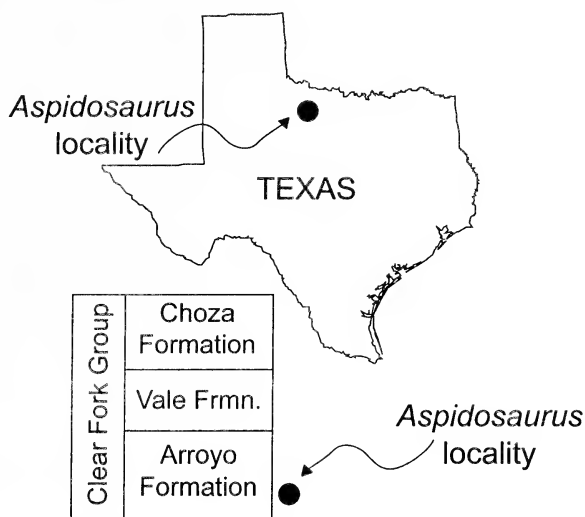 Aspidosaurus
locality
TEXAS
Clear Fork Group
Choza
Formation
Vale Frmn.
Arroyo
Formation
Aspidosaurus
locality